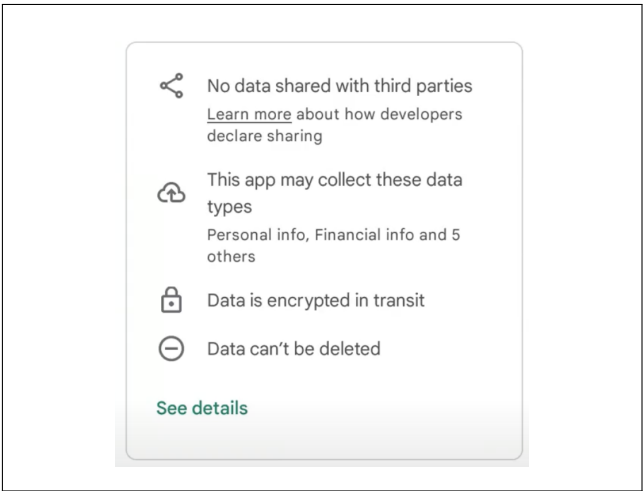 No data shared with third parties
Learn more about how developers
declare sharing
This app may collect these data
types
Personal info, Financial info and 5
others
Data is encrypted in transit
Data can't be deleted
See details